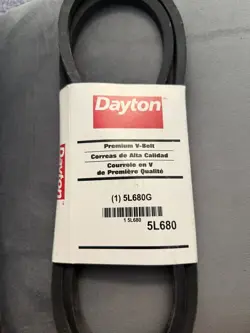 Dayton
Premium V-Belt
Correas de Alta Calidad
Courroie en V
de Première Qualité
(1) 5L680G
1 5L680
5L680
Dayton